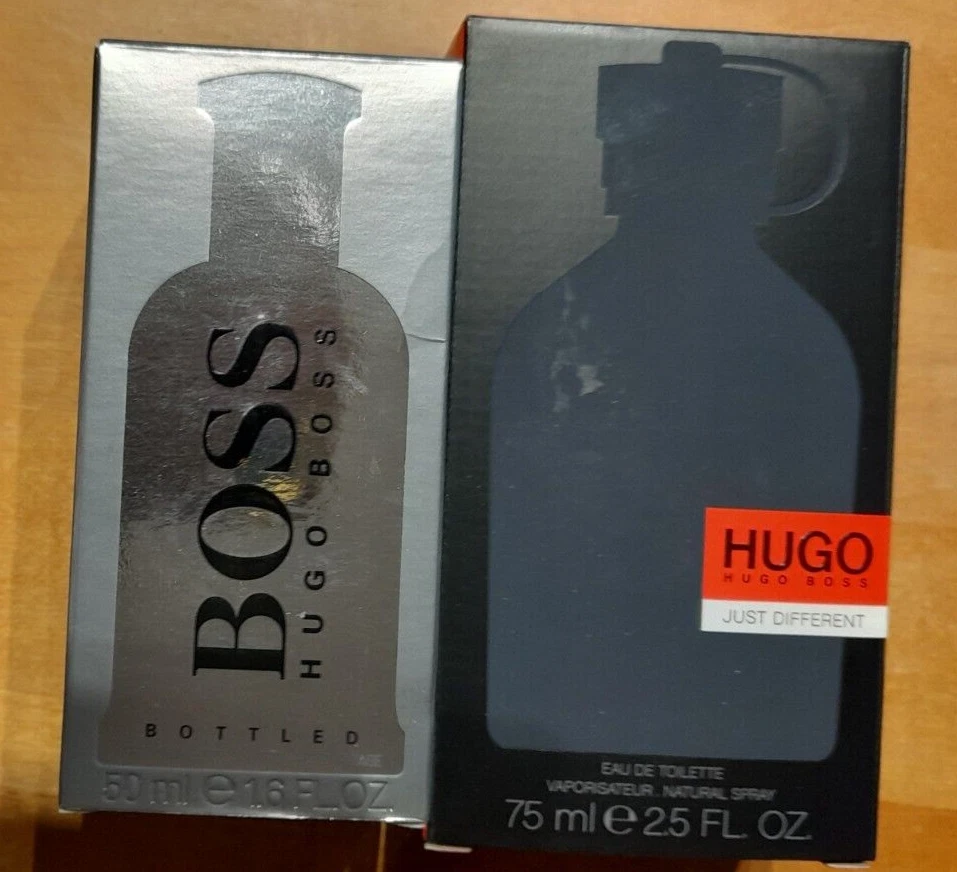 BOSS
HUGO BOSS
BOTTLED
50 ml e 1.6 FL.OZ.
HUGO
HUGO BOSS
JUST DIFFERENT
EAU DE TOILETTE
VAPORISATEUR . NATURAL SPRAY
75 ml e 2.5 FL. OZ.